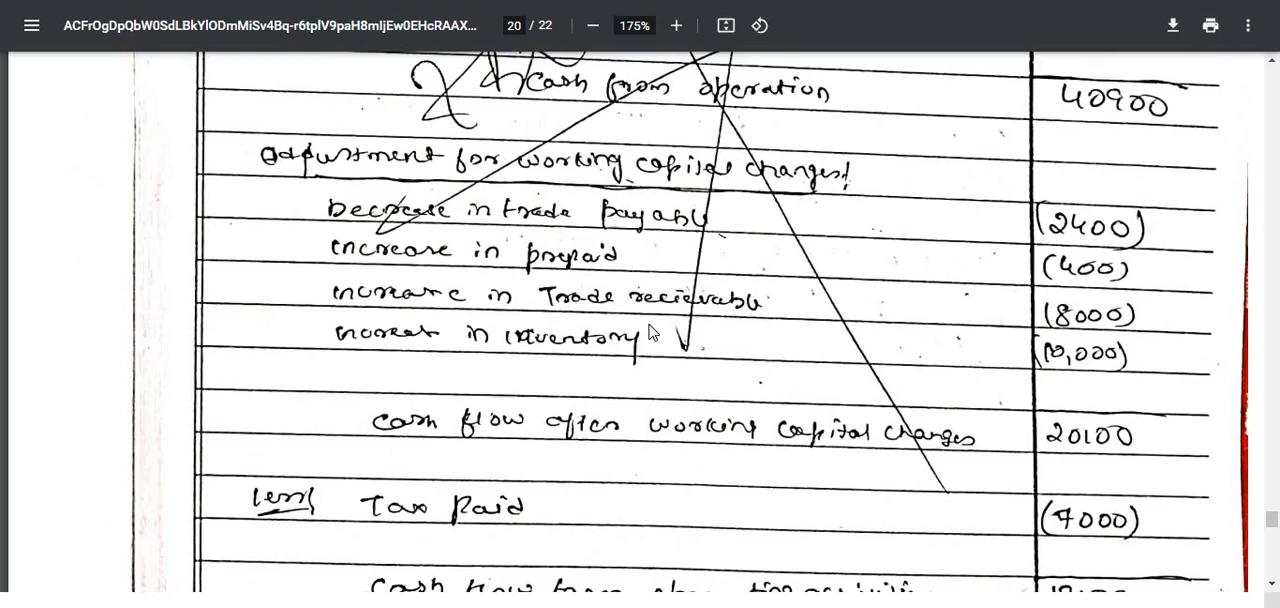 ACFrOgDpQbW0SdLBkYlODmMiSv4Bq-r6tplV9paH8mIjEw0EHcRAAX... 20 / 22 175%
Cash from operation 40900
adjustment for working capital changes!
Decrease in trade payable (2400)
increase in prepaid (400)
increase in Trade recievable (8000)
increase in inventory (10,000)
cash flow after working capital changes 20100
less Tax Paid (7000)